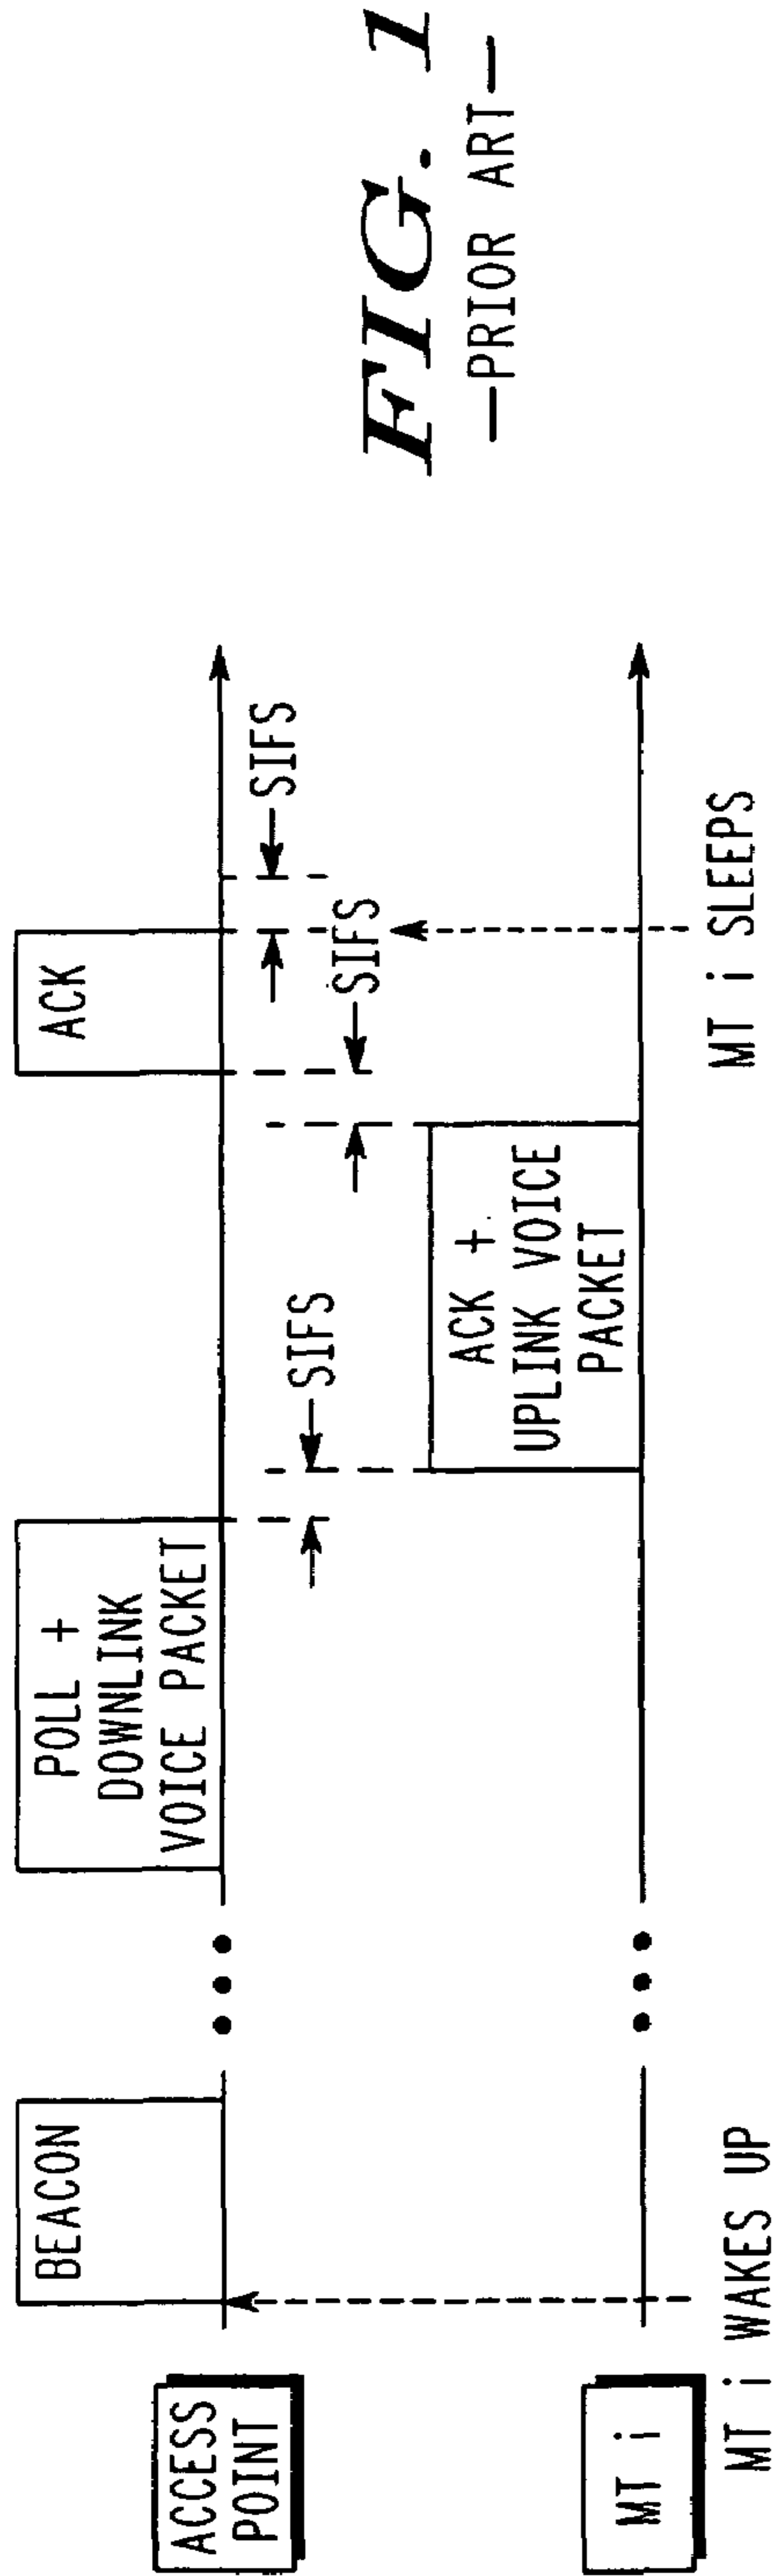 ACCESS
POINT
BEACON
POLL +
DOWNLINK
VOICE PACKET
ACK
SIFS
SIFS
SIFS
ACK +
UPLINK VOICE
PACKET
MT i
MT i WAKES UP
MT i SLEEPS
FIG. 1
—PRIOR ART—